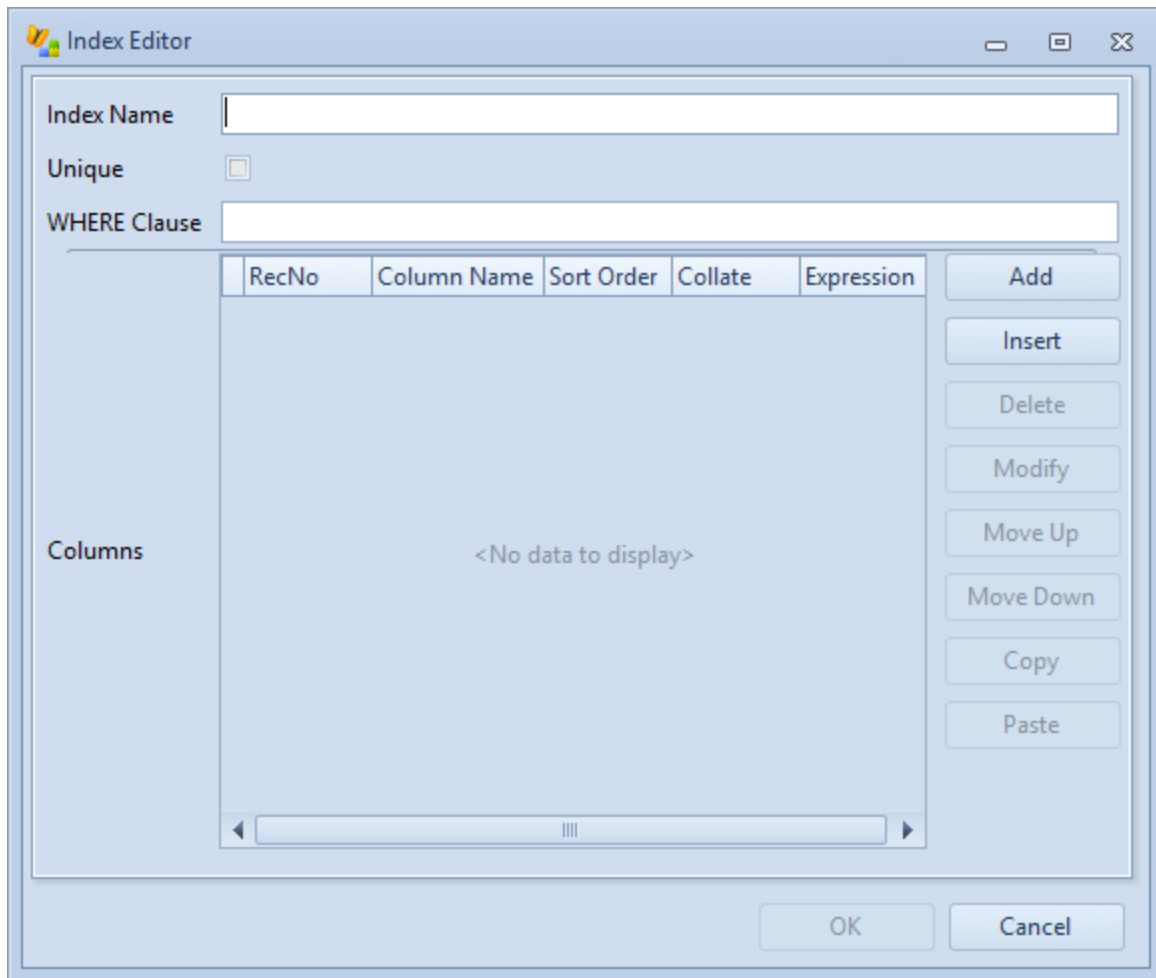 Index Editor
Index Name
Unique
WHERE Clause
RecNo Column Name Sort Order Collate Expression
Add
Insert
Delete
Modify
Move Up
Columns
<No data to display>
Move Down
Copy
Paste
OK Cancel